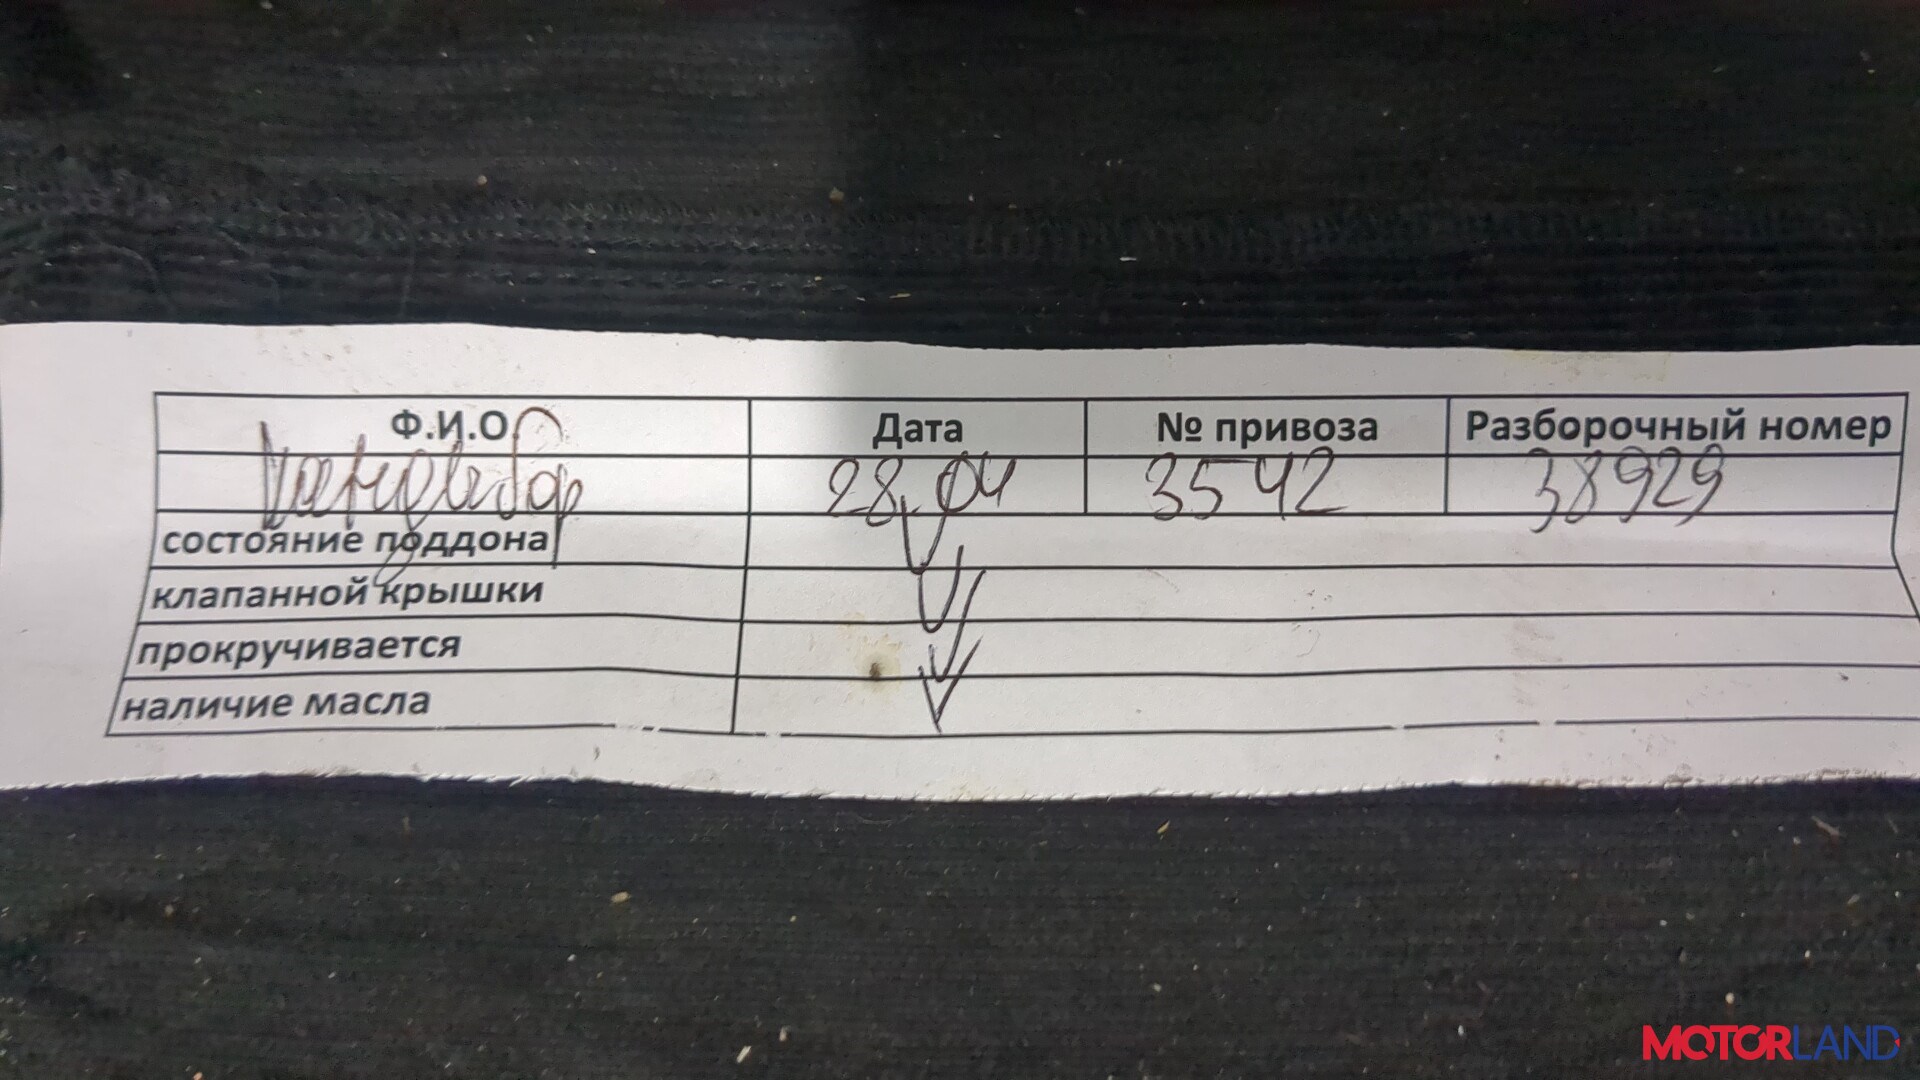 Ф.И.О Дата № привоза Разборочный номер
28.04 3542 38929
состояние поддона
клапанной крышки
прокручивается
наличие масла
MOTORLAND